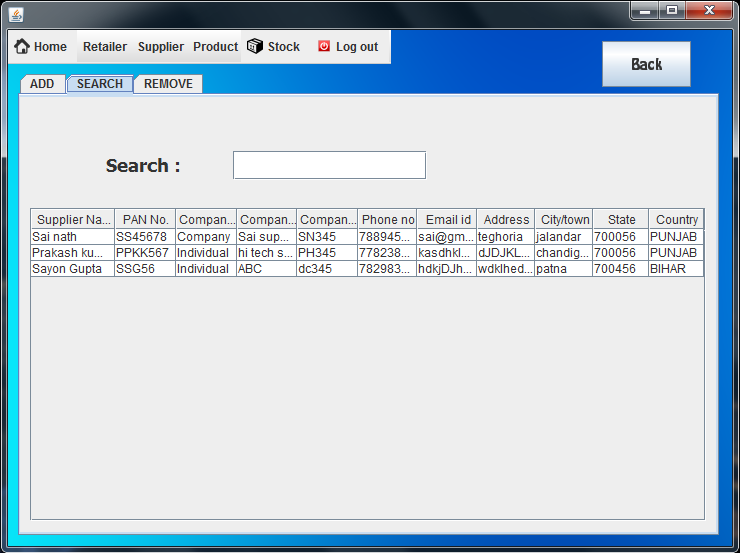 Home Retailer Supplier Product Stock Log out
Back
ADD SEARCH REMOVE
Search :
Supplier Na... PAN No. Compan... Compan... Compan... Phone no Email id Address City/town State Country
Sai nath SS45678 Company Sai sup... SN345 788945... sai@gm... teghoria jalandar 700056 PUNJAB
Prakash ku... PPKK567 Individual hi tech s... PH345 778238... kasdhkl... dJDJKL... chandig... 700056 PUNJAB
Sayon Gupta SSG56 Individual ABC dc345 782983... hdkjDJh... wdklhed... patna 700456 BIHAR